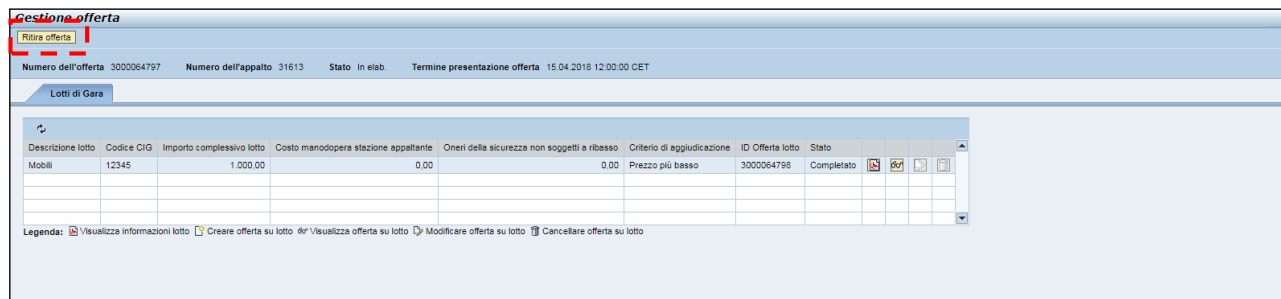 Gestione offerta
Ritira offerta
Numero dell'offerta 3000064797 Numero dell'appalto 31613 Stato In elab. Termine presentazione offerta 15.04.2018 12:00:00 CET
Lotti di Gara
Descrizione lotto Codice CIG Importo complessivo lotto Costo manodopera stazione appaltante Oneri della sicurezza non soggetti a ribasso Criterio di aggiudicazione ID Offerta lotto Stato
Mobili 12345 1.000,00 0,00 0,00 Prezzo più basso 3000064798 Completato
Legenda: Visualizza informazioni lotto Creare offerta su lotto Visualizza offerta su lotto Modificare offerta su lotto Cancellare offerta su lotto